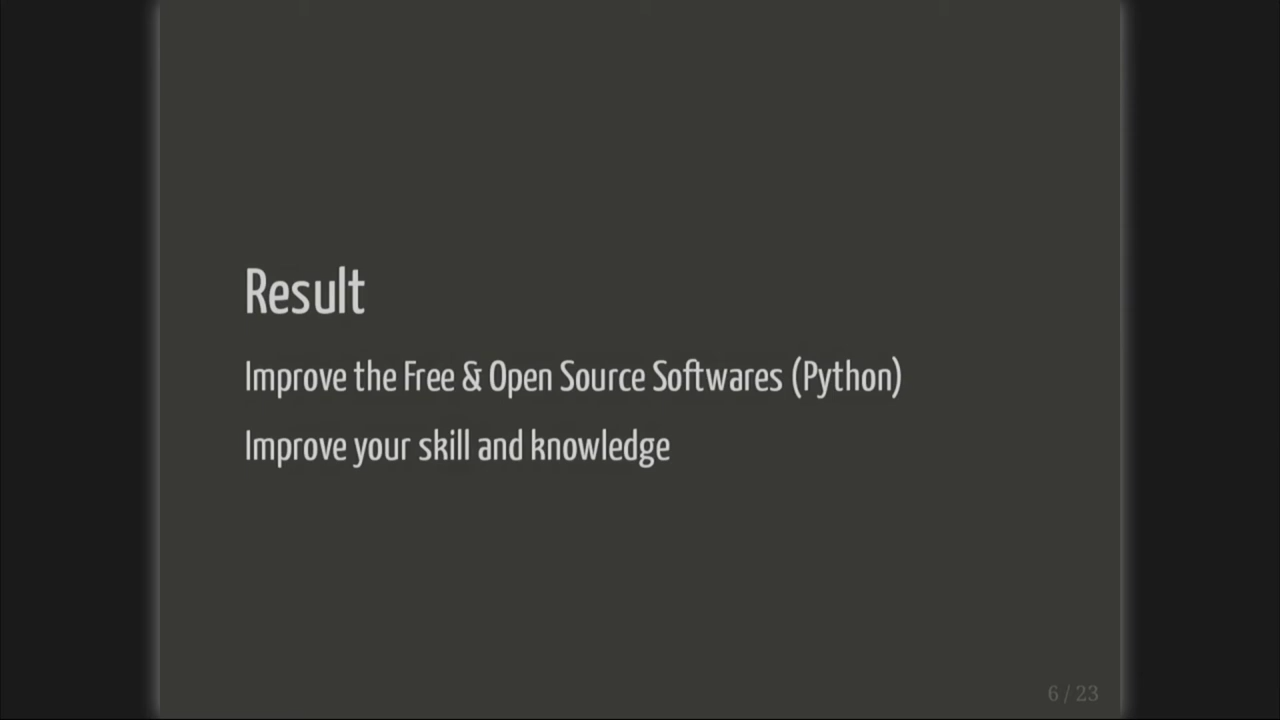 Result
Improve the Free & Open Source Softwares (Python)
Improve your skill and knowledge
6 / 23